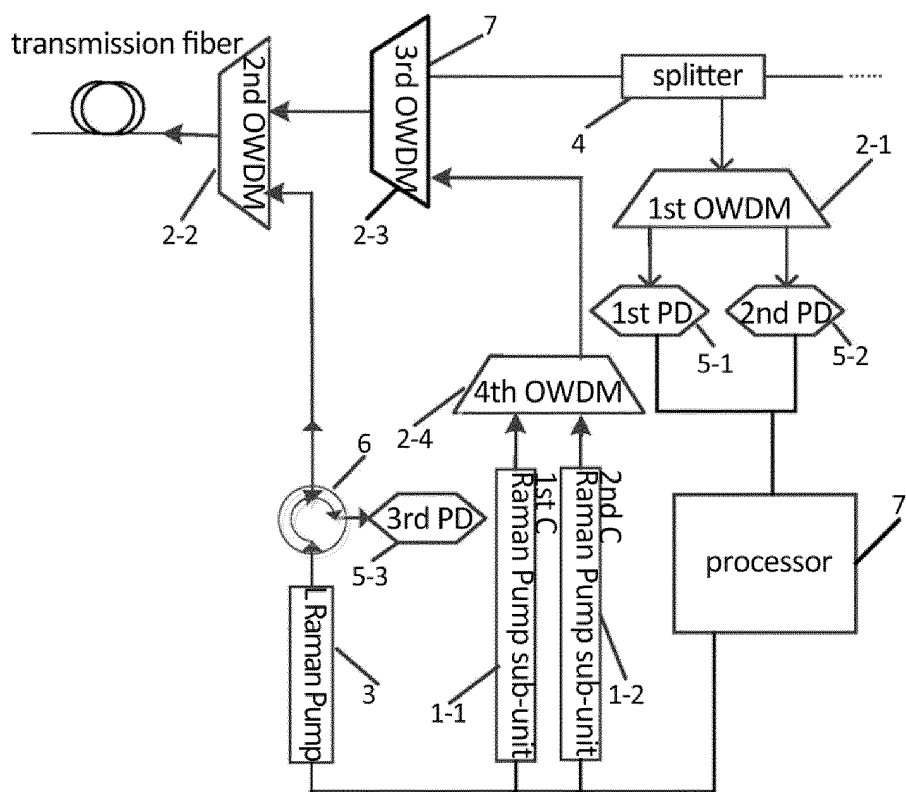 transmission fiber
2nd OWDM
2-2
3rd OWDM
7
2-3
splitter
4
1st OWDM
2-1
1st PD
5-1
2nd PD
5-2
4th OWDM
2-4
6
3rd PD
5-3
L Raman Pump
3
1st C
Raman Pump sub-unit
1-1
2nd C
Raman Pump sub-unit
1-2
processor
7